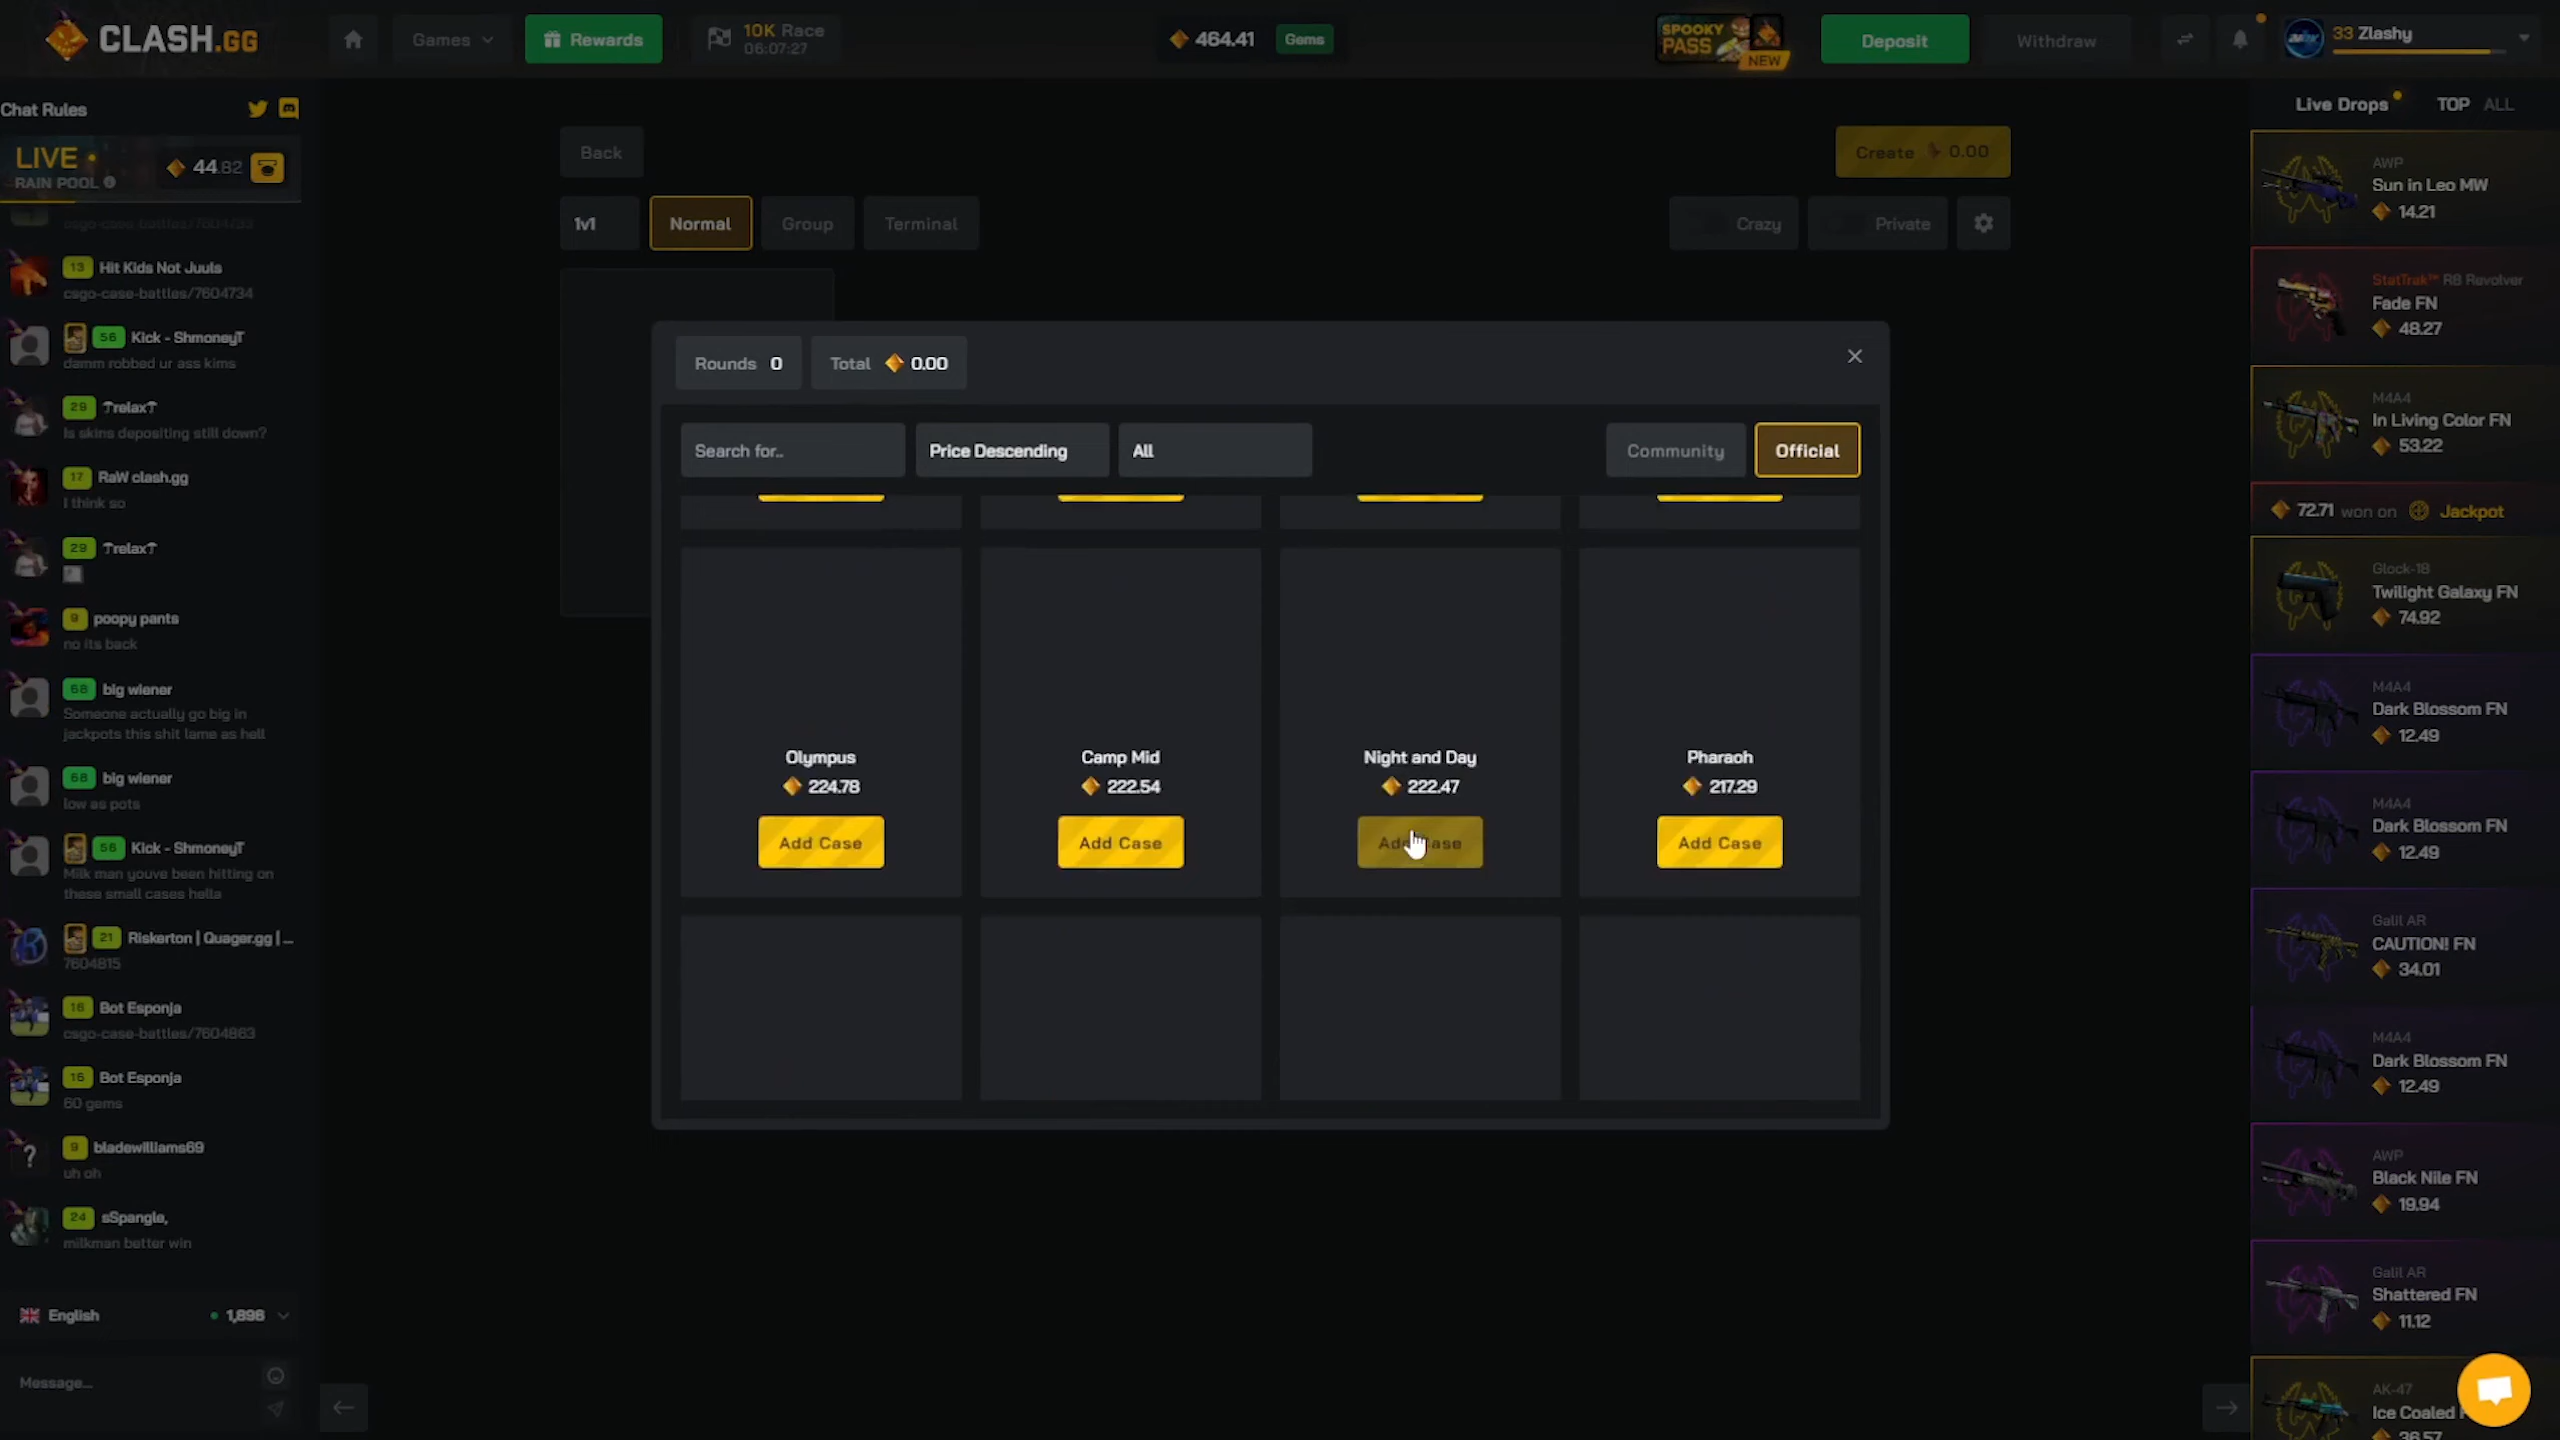 CLASH.GG
Games
Rewards
10K Race
06:07:27
464.41
Gems
SPOOKY
PASS
NEW
Deposit
Withdraw
33 Zlashy
Chat Rules
LIVE
RAIN POOL
44.82
13 Hit Kids Not Juuls
csgo-case-battles/7604734
56 Kick - ShmoneyT
damm robbed ur ass kims
29 ☂relax☂
Is skins depositing still down?
17 RaW clash.gg
I think so
29 ☂relax☂
9 poopy pants
no its back
68 big wiener
Someone actually go big in
jackpots this shit lame as hell
68 big wiener
low as pots
56 Kick - ShmoneyT
Milk man youve been hitting on
these small cases hella
21 Riskerton | Quager.gg | ...
7604815
16 Bot Esponja
csgo-case-battles/7604863
16 Bot Esponja
60 gems
9 bladewilliams69
uh oh
24 sSpangle,
milkman better win
English
1,896
Message...
Back
Create 0.00
1v1
Normal
Group
Terminal
Crazy
Private
Rounds 0
Total 0.00
Search for..
Price Descending
All
Community
Official
Olympus
224.78
Add Case
Camp Mid
222.54
Add Case
Night and Day
222.47
Add Case
Pharaoh
217.29
Add Case
Live Drops
TOP
ALL
AWP
Sun in Leo MW
14.21
StatTrak™ R8 Revolver
Fade FN
48.27
M4A4
In Living Color FN
53.22
72.71 won on Jackpot
Glock-18
Twilight Galaxy FN
74.92
M4A4
Dark Blossom FN
12.49
M4A4
Dark Blossom FN
12.49
Galil AR
CAUTION! FN
34.01
M4A4
Dark Blossom FN
12.49
AWP
Black Nile FN
19.94
Galil AR
Shattered FN
11.12
AK-47
Ice Coaled
36.57